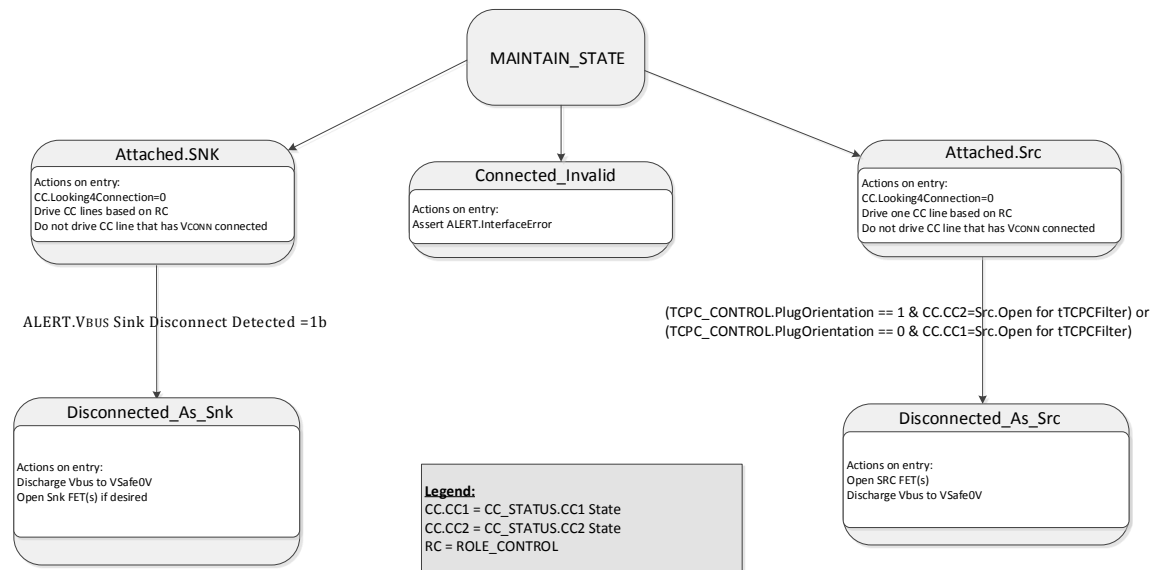 MAINTAIN_STATE
Attached.SNK
Actions on entry:
CC.Looking4Connection=0
Drive CC lines based on RC
Do not drive CC line that has VCONN connected
Connected_Invalid
Actions on entry:
Assert ALERT.InterfaceError
Attached.Src
Actions on entry:
CC.Looking4Connection=0
Drive one CC line based on RC
Do not drive CC line that has VCONN connected
ALERT.VBUS Sink Disconnect Detected =1b
(TCPC_CONTROL.PlugOrientation == 1 & CC.CC2=Src.Open for tTCPCFilter) or
(TCPC_CONTROL.PlugOrientation == 0 & CC.CC1=Src.Open for tTCPCFilter)
Disconnected_As_Snk
Actions on entry:
Discharge Vbus to VSafe0V
Open Snk FET(s) if desired
Disconnected_As_Src
Actions on entry:
Open SRC FET(s)
Discharge Vbus to VSafe0V
Legend:
CC.CC1 = CC_STATUS.CC1 State
CC.CC2 = CC_STATUS.CC2 State
RC = ROLE_CONTROL